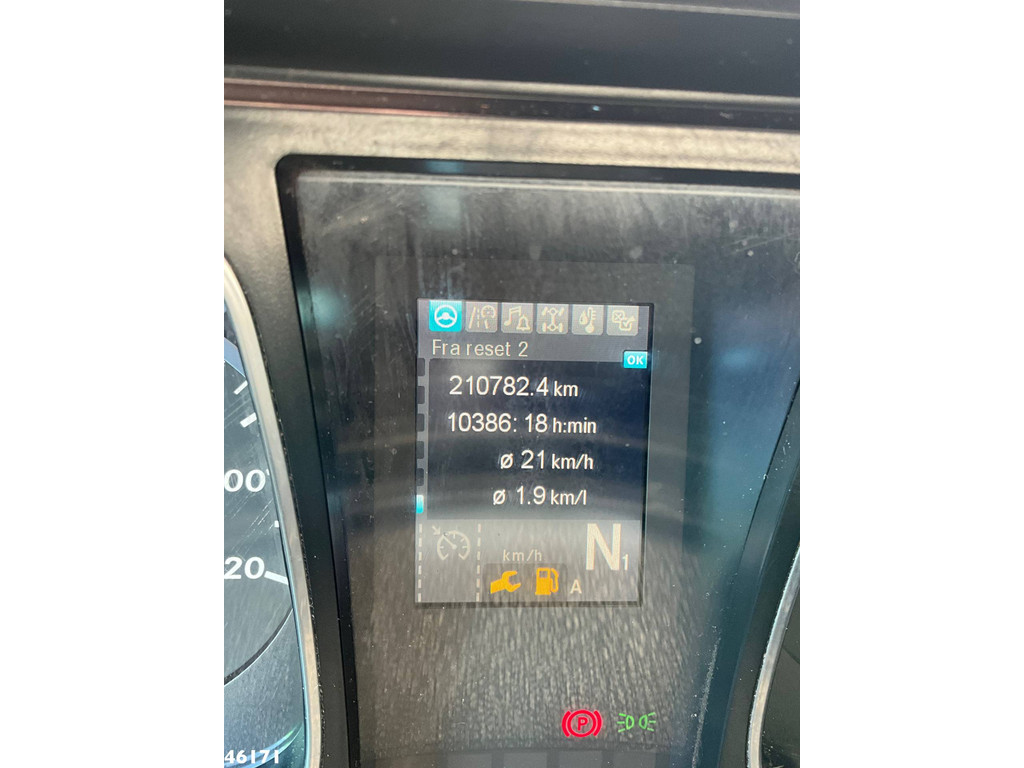 Fra reset 2
OK
210782.4 km
10386:18 h:min
ø 21 km/h
ø 1.9 km/l
00
20
km/h
N1
A
P
46171